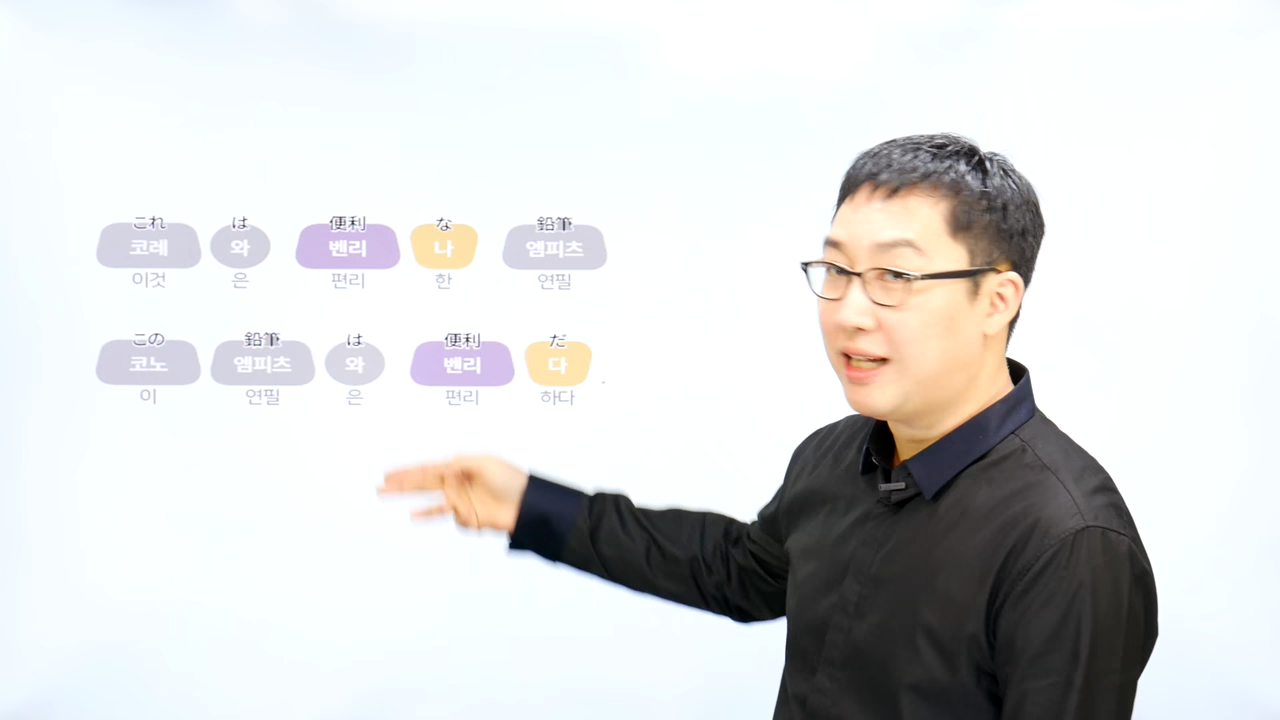 これ は 便利 な 鉛筆
코레 와 벤리 나 엠피츠
이것 은 편리 한 연필
この 鉛筆 は 便利 だ
코노 엠피츠 와 벤리 다
이 연필 은 편리 하다